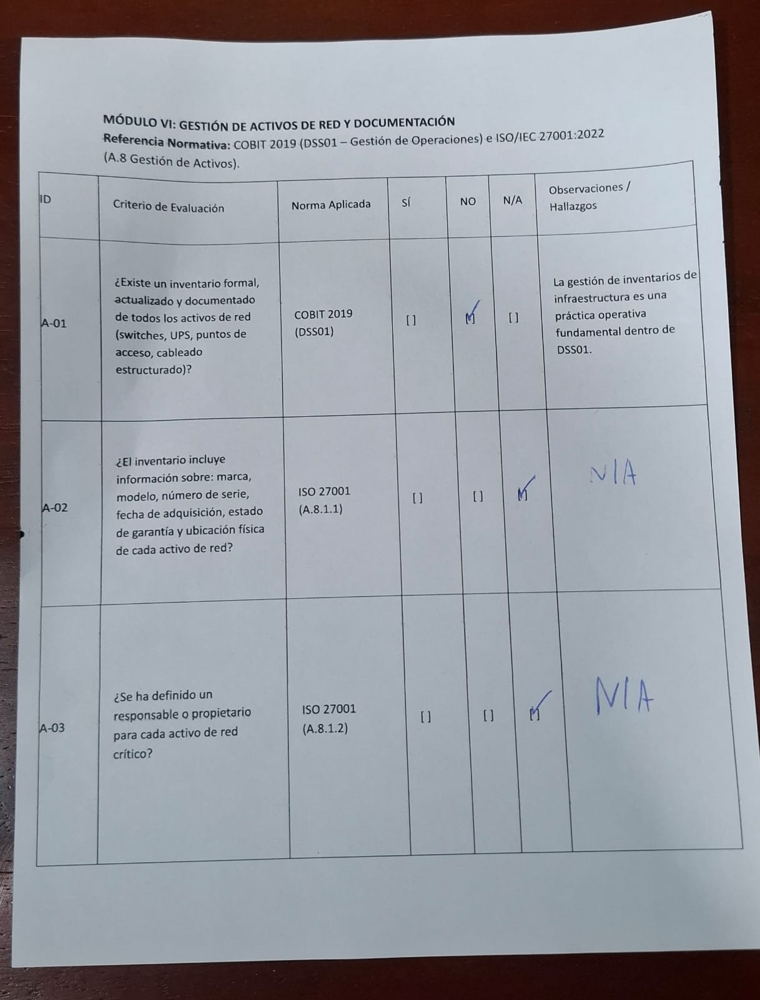 MÓDULO VI: GESTIÓN DE ACTIVOS DE RED Y DOCUMENTACIÓN
Referencia Normativa: COBIT 2019 (DSS01 – Gestión de Operaciones) e ISO/IEC 27001:2022
(A.8 Gestión de Activos).
ID
Criterio de Evaluación
Norma Aplicada
SÍ
NO
N/A
Observaciones /
Hallazgos
A-01
¿Existe un inventario formal,
actualizado y documentado
de todos los activos de red
(switches, UPS, puntos de
acceso, cableado
estructurado)?
COBIT 2019
(DSS01)
[ ]
[✓]
[ ]
La gestión de inventarios de
infraestructura es una
práctica operativa
fundamental dentro de
DSS01.
A-02
¿El inventario incluye
información sobre: marca,
modelo, número de serie,
fecha de adquisición, estado
de garantía y ubicación física
de cada activo de red?
ISO 27001
(A.8.1.1)
[ ]
[ ]
[✓]
N/A
A-03
¿Se ha definido un
responsable o propietario
para cada activo de red
crítico?
ISO 27001
(A.8.1.2)
[ ]
[ ]
[✓]
N/A